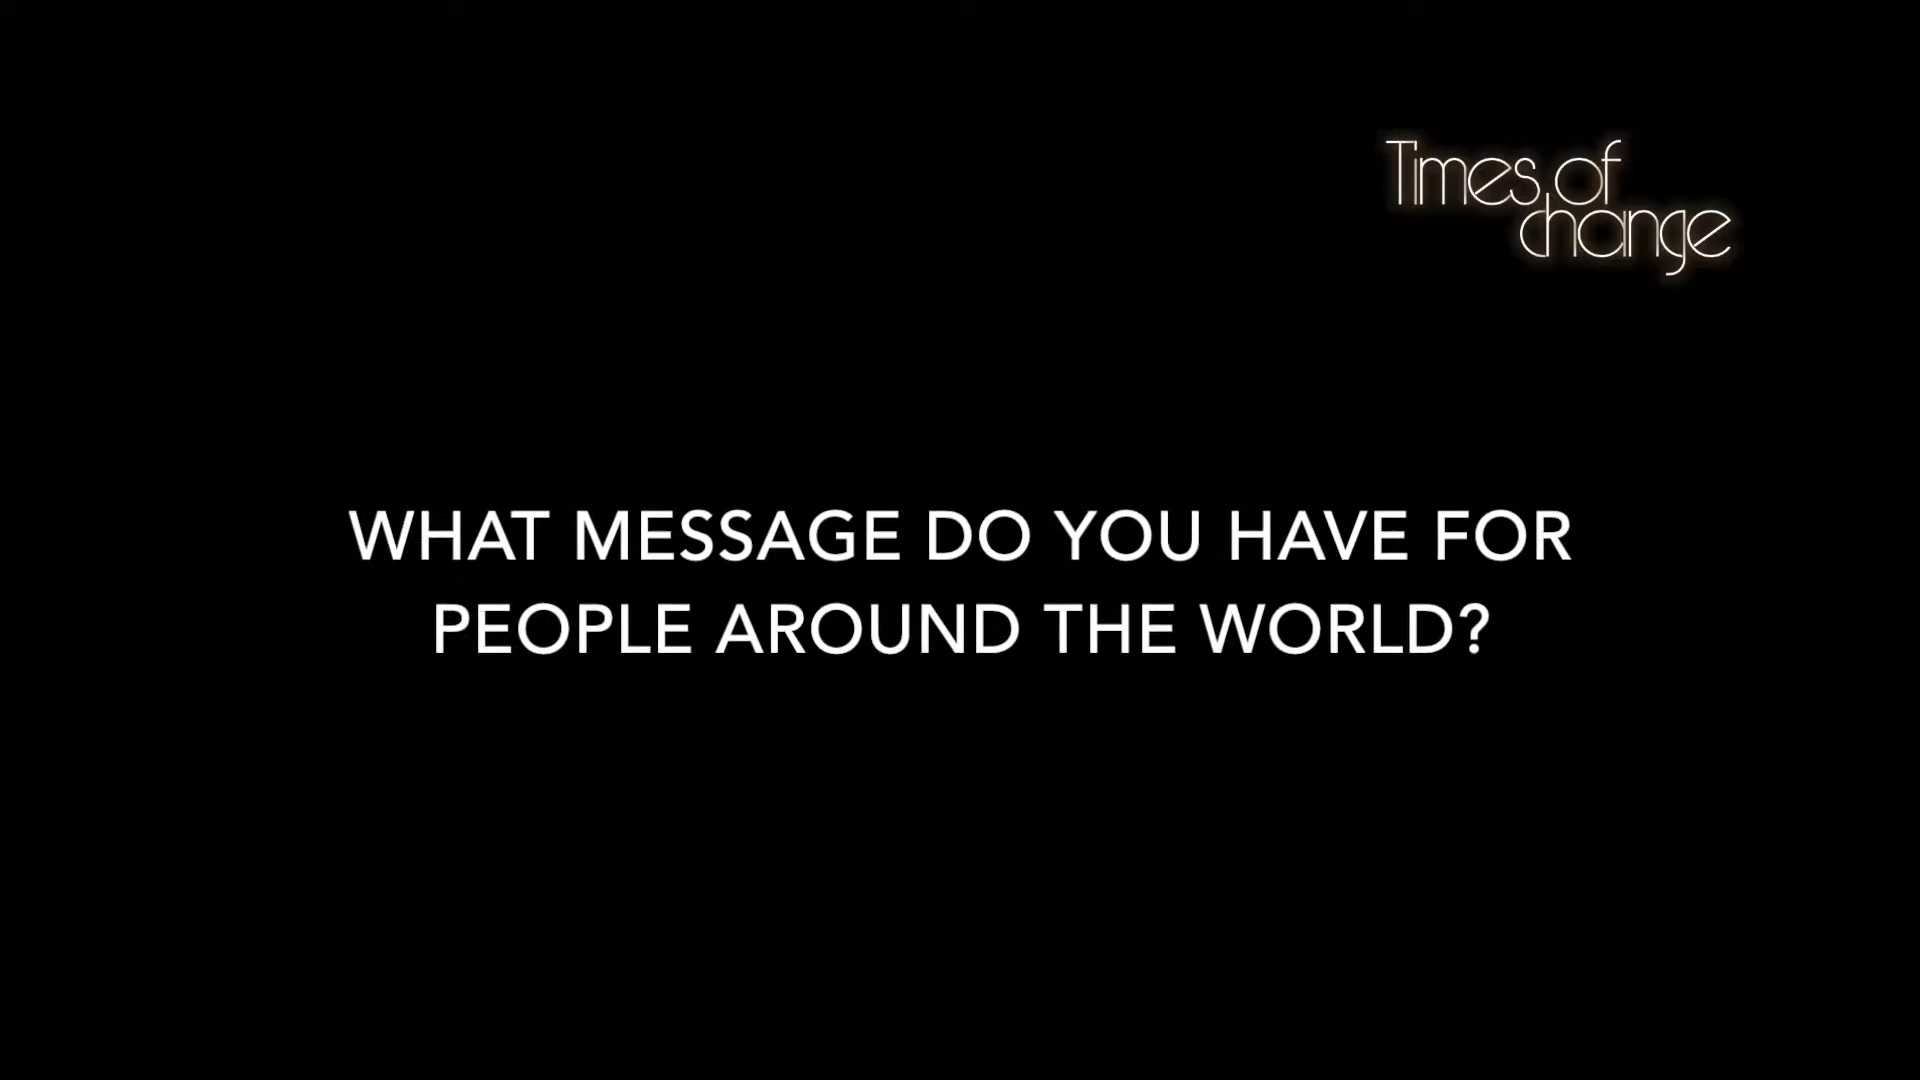 Times of
change
WHAT MESSAGE DO YOU HAVE FOR
PEOPLE AROUND THE WORLD?